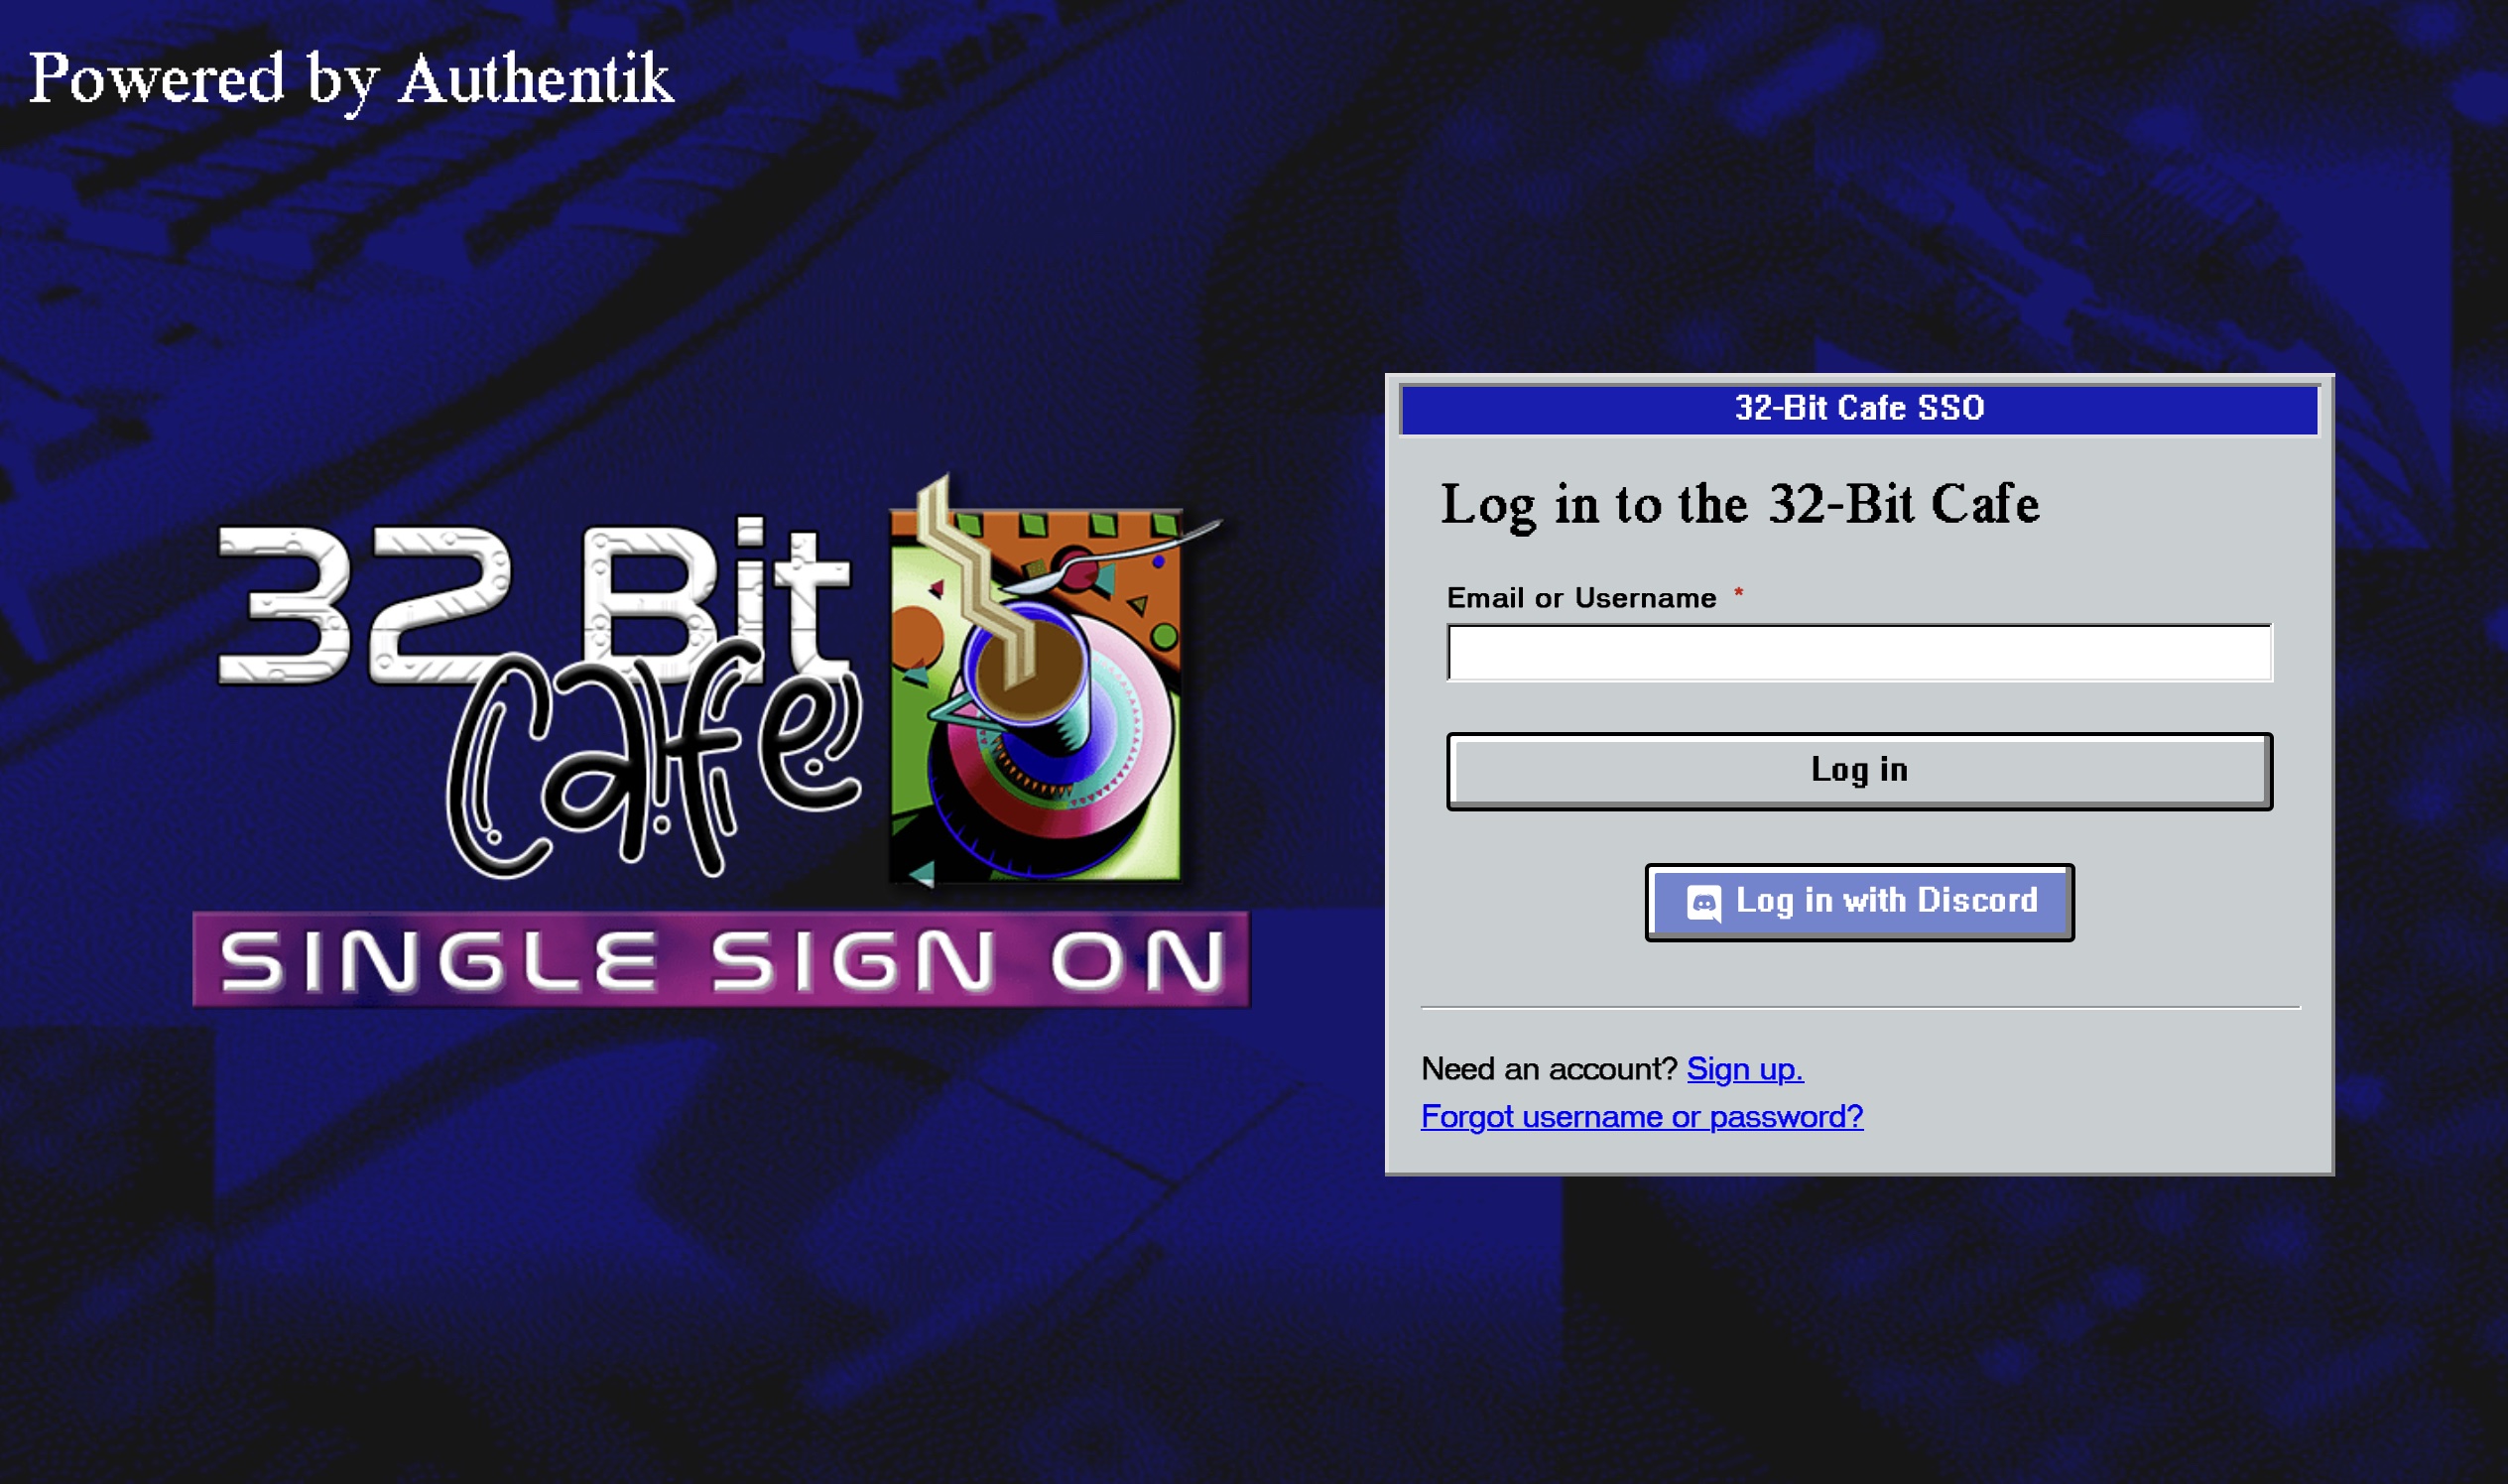 Powered by Authentik
32 Bit
Cafe
SINGLE SIGN ON
32-Bit Cafe SSO
Log in to the 32-Bit Cafe
Email or Username *
Log in
Log in with Discord
Need an account? Sign up.
Forgot username or password?